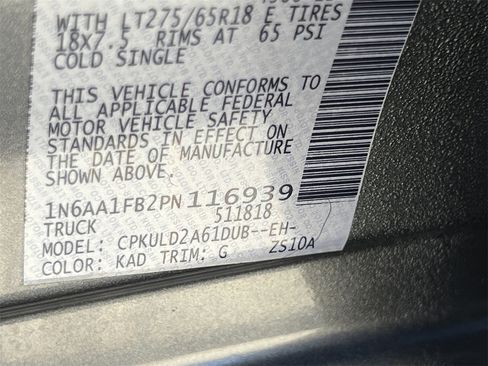 WITH LT275/65R18 E TIRES
18X7.5 RIMS AT 65 PSI
COLD SINGLE
THIS VEHICLE CONFORMS TO
ALL APPLICABLE FEDERAL
MOTOR VEHICLE SAFETY
STANDARDS IN EFFECT ON
THE DATE OF MANUFACTURE
SHOWN ABOVE.
1N6AA1FB2PN116939
TRUCK 511818
MODEL: CPKULD2A61DUB--EH-
COLOR: KAD TRIM: G ZS10A